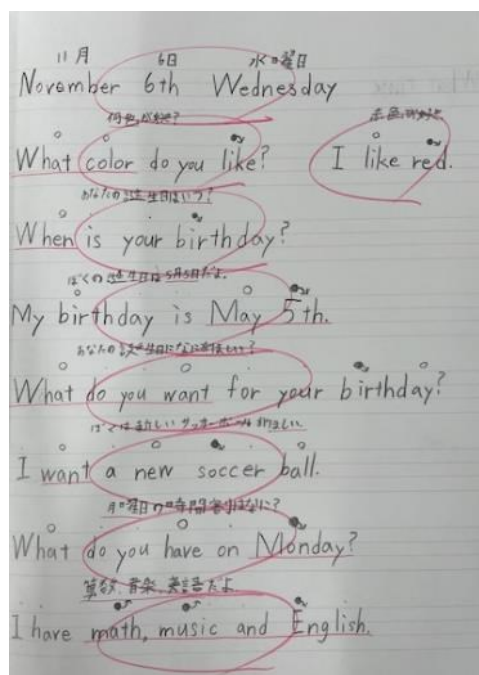 11月 6日 水曜日
November 6th Wednesday
何色が好き? 赤色が好き
What color do you like? I like red.
あなたの誕生日はいつ?
When is your birthday?
ぼくの誕生日は5月5日だよ.
My birthday is May 5th.
あなたの誕生日になにがほしい?
What do you want for your birthday?
ぼくは新しいサッカーボールがほしい.
I want a new soccer ball.
月曜日の時間割はなに?
What do you have on Monday?
算数, 音楽, 英語だよ.
I have math, music and English.